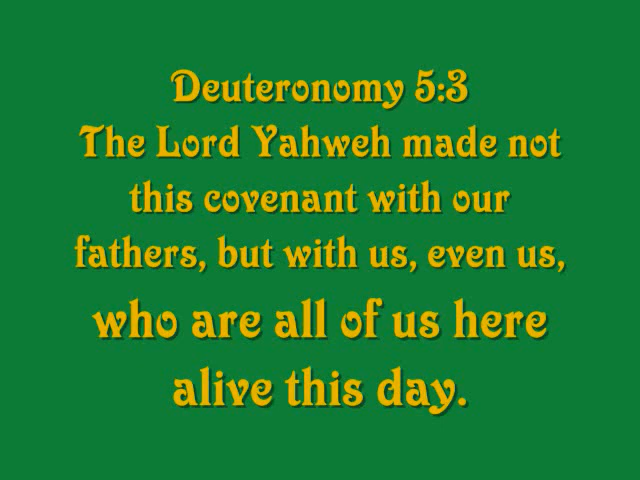 Deuteronomy 5:3
The Lord Yahweh made not
this covenant with our
fathers, but with us, even us,
who are all of us here
alive this day.